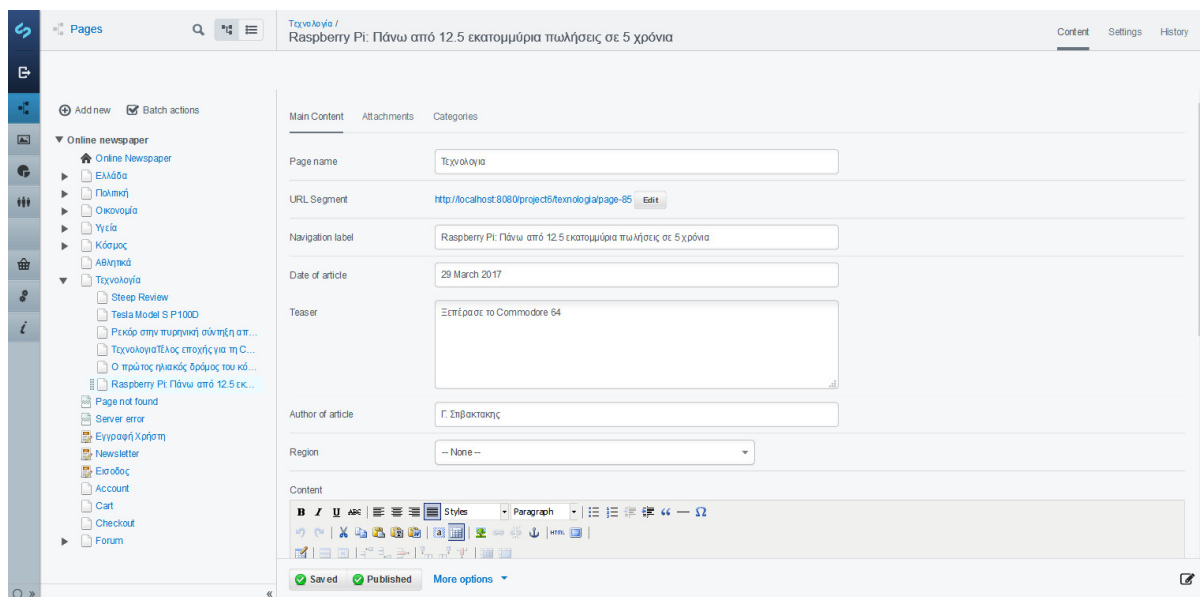 Pages
Add new Batch actions
Online newspaper
Online Newspaper
Ελλάδα
Πολιτική
Οικονομία
Υγεία
Κόσμος
Αθλητικά
Τεχνολογία
Steep Review
Tesla Model S P100D
Ρεκόρ στην πυρηνική σύντηξη απ...
ΤεχνολογιαΤέλος εποχής για τη C...
Ο πρώτος ηλιακός δρόμος του κό...
Raspberry Pi: Πάνω από 12.5 εκ...
Page not found
Server error
Εγγραφή Χρήστη
Newsletter
Εισοδος
Account
Cart
Checkout
Forum
Τεχνολογία /
Raspberry Pi: Πάνω από 12.5 εκατομμύρια πωλήσεις σε 5 χρόνια
Content Settings History
Main Content Attachments Categories
Page name Τεχνολογια
URL Segment http://localhost:8080/project6/texnologia/page-85 Edit
Navigation label Raspberry Pi: Πάνω από 12.5 εκατομμύρια πωλήσεις σε 5 χρόνια
Date of article 29 March 2017
Teaser Ξεπέρασε το Commodore 64
Author of article Γ. Στιβακτακης
Region -- None --
Content
B I U ABC Styles Paragraph “ — Ω
HTML
Saved Published More options